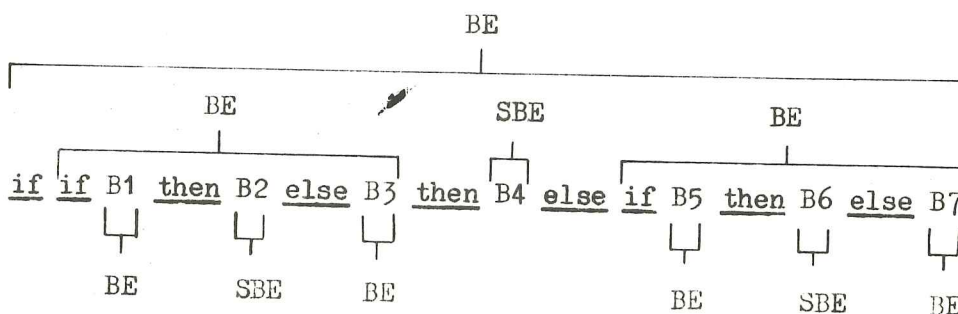 BE
BE SBE BE
if if B1 then B2 else B3 then B4 else if B5 then B6 else B7
BE SBE BE BE SBE BE